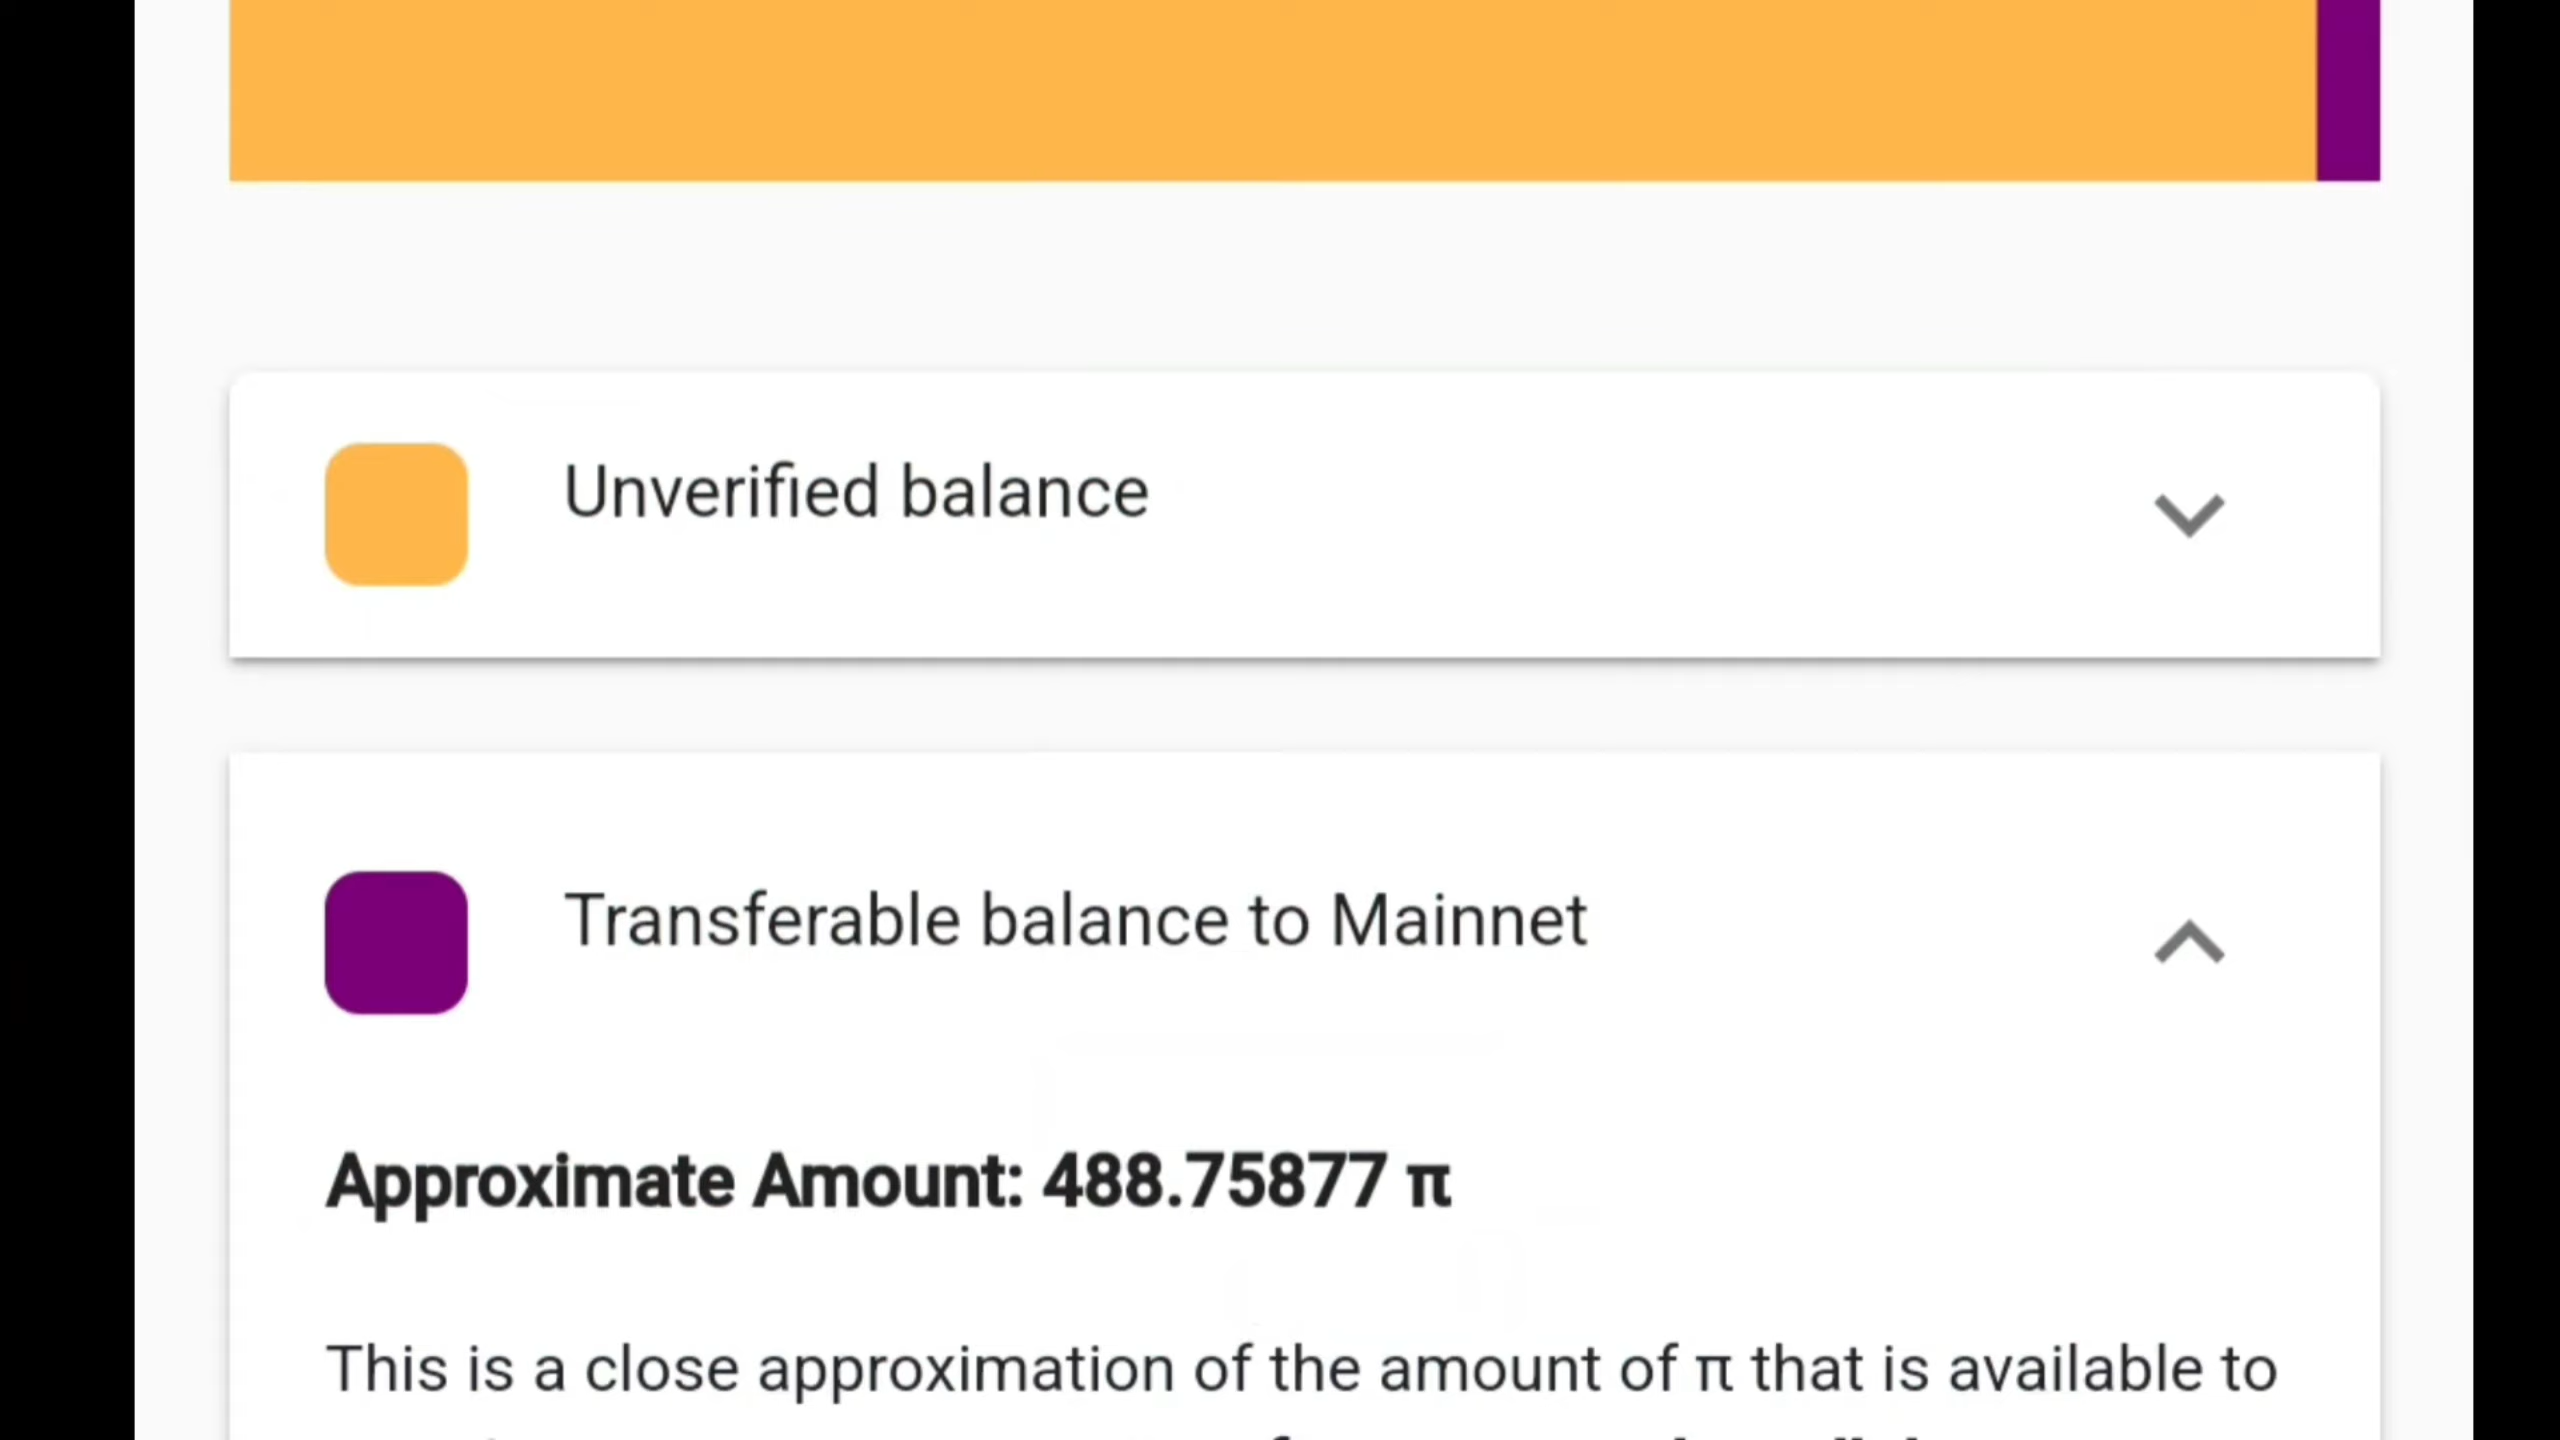 Unverified balance
Transferable balance to Mainnet
Approximate Amount: 488.75877 π
This is a close approximation of the amount of π that is available to